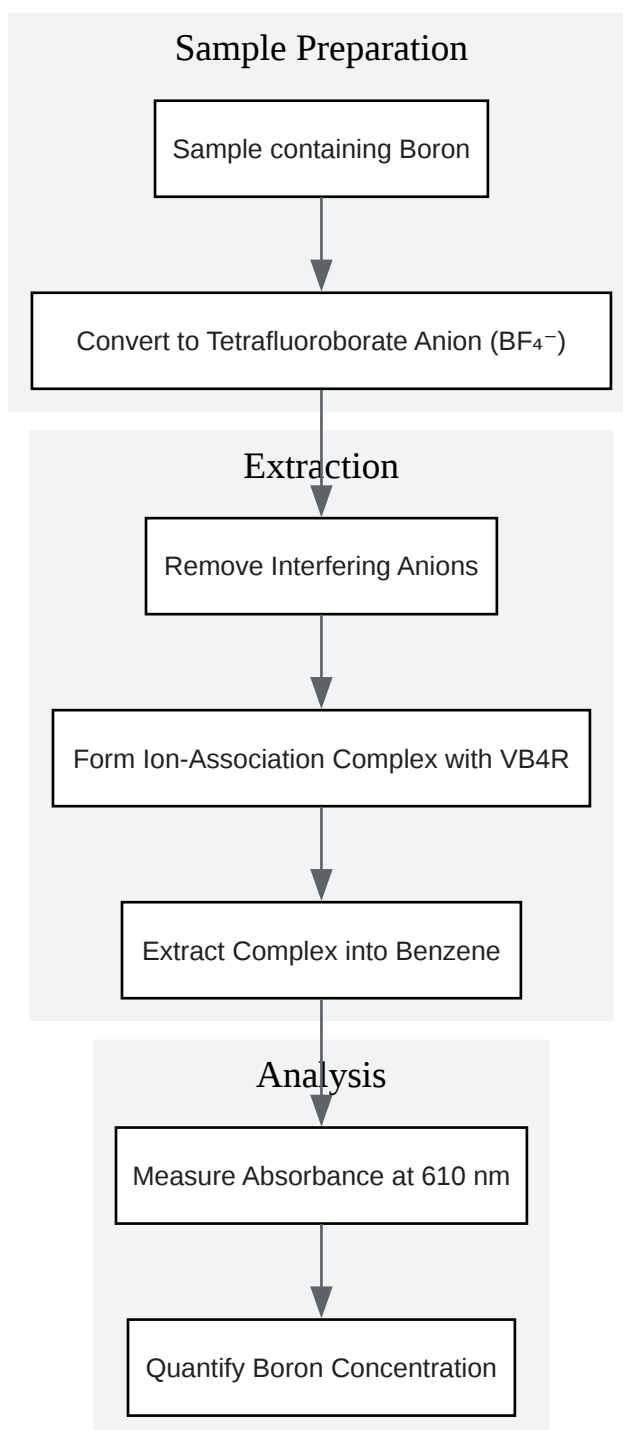 Sample Preparation
Sample containing Boron
Convert to Tetrafluoroborate Anion (BF₄⁻)
Extraction
Remove Interfering Anions
Form Ion-Association Complex with VB4R
Extract Complex into Benzene
Analysis
Measure Absorbance at 610 nm
Quantify Boron Concentration